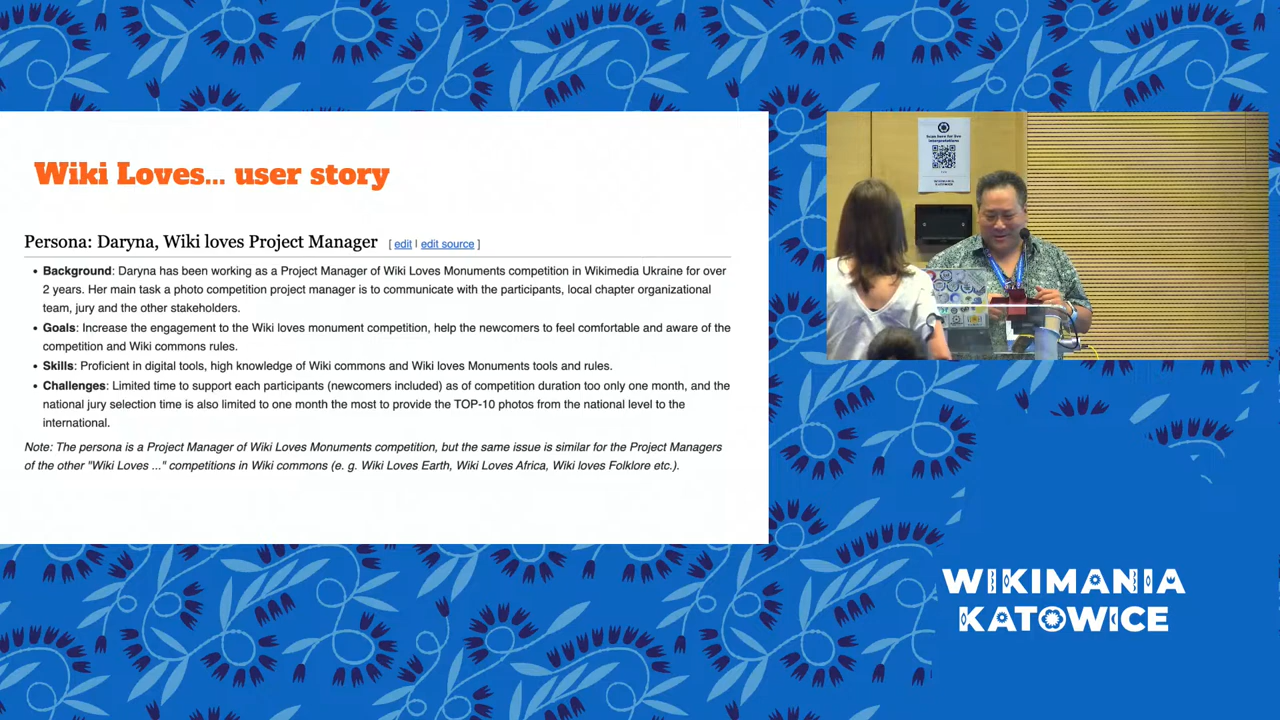 Wiki Loves... user story
Persona: Daryna, Wiki loves Project Manager [ edit | edit source ]
• Background: Daryna has been working as a Project Manager of Wiki Loves Monuments competition in Wikimedia Ukraine for over
2 years. Her main task a photo competition project manager is to communicate with the participants, local chapter organizational
team, jury and the other stakeholders.
• Goals: Increase the engagement to the Wiki loves monument competition, help the newcomers to feel comfortable and aware of the
competition and Wiki commons rules.
• Skills: Proficient in digital tools, high knowledge of Wiki commons and Wiki loves Monuments tools and rules.
• Challenges: Limited time to support each participants (newcomers included) as of competition duration too only one month, and the
national jury selection time is also limited to one month the most to provide the TOP-10 photos from the national level to the
international.
Note: The persona is a Project Manager of Wiki Loves Monuments competition, but the same issue is similar for the Project Managers
of the other "Wiki Loves ..." competitions in Wiki commons (e. g. Wiki Loves Earth, Wiki Loves Africa, Wiki loves Folklore etc.).
Scan here for live
interpretations
WIKIMANIA
KATOWICE
WIKIMANIA
KATOWICE